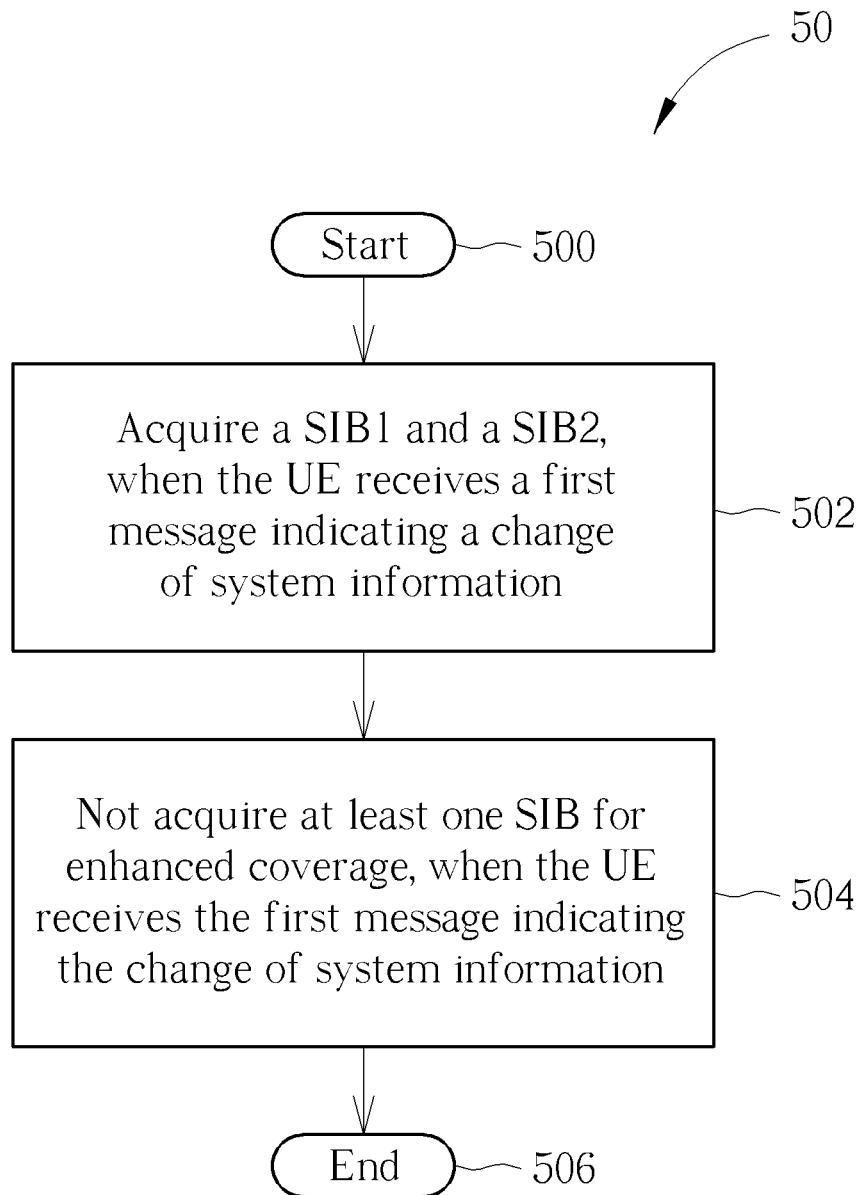 50
Start
500
Acquire a SIB1 and a SIB2,
when the UE receives a first
message indicating a change
of system information
502
Not acquire at least one SIB for
enhanced coverage, when the UE
receives the first message indicating
the change of system information
504
End
506